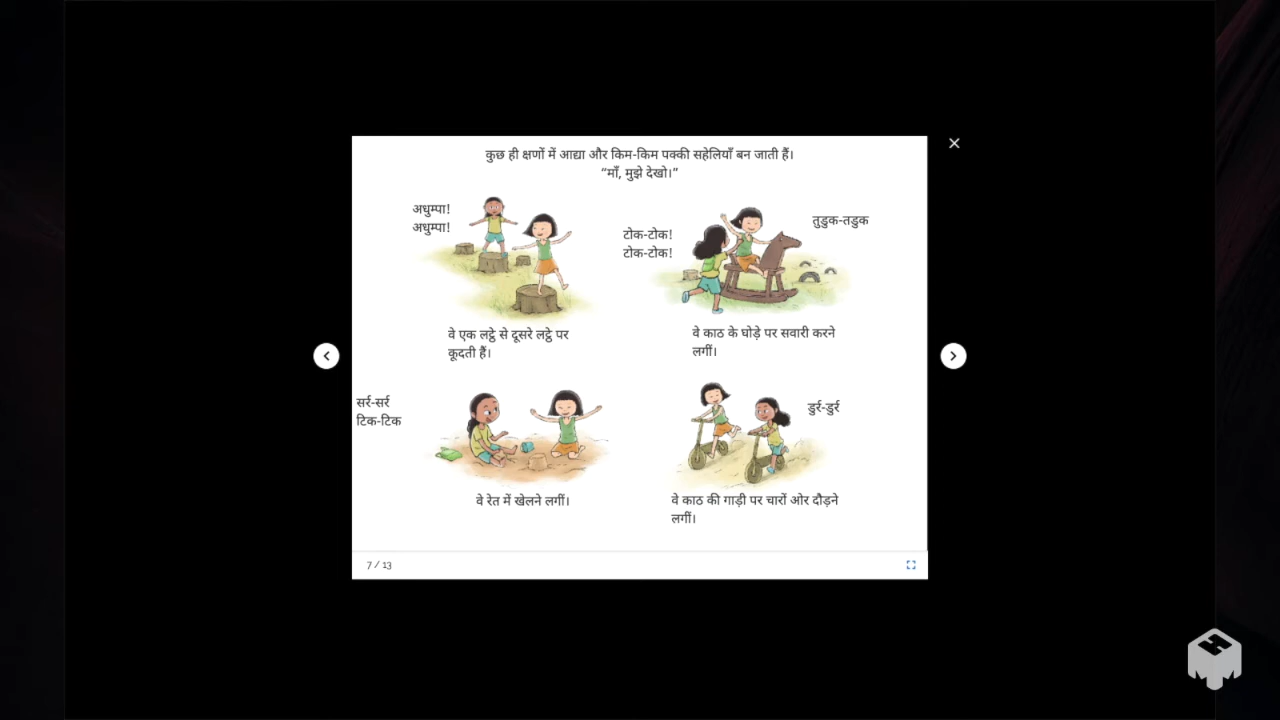 कुछ ही क्षणों में आद्या और किम-किम पक्की सहेलियाँ बन जाती हैं।
“माँ, मुझे देखो।”
अधुम्पा!
अधुम्पा!
वे एक लट्ठे से दूसरे लट्ठे पर
कूदती हैं।
टोक-टोक!
टोक-टोक!
तुडुक-तडुक
वे काठ के घोड़े पर सवारी करने
लगीं।
सर्र-सर्र
टिक-टिक
वे रेत में खेलने लगीं।
डुर्र-डुर्र
वे काठ की गाड़ी पर चारों ओर दौड़ने
लगीं।
7 / 13